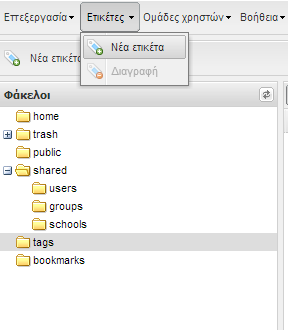 Επεξεργασία Ετικέτες Ομάδες χρηστών Βοήθεια
Νέα ετικέτα
Νέα ετικέτα
Διαγραφή
Φάκελοι
home
trash
public
shared
users
groups
schools
tags
bookmarks